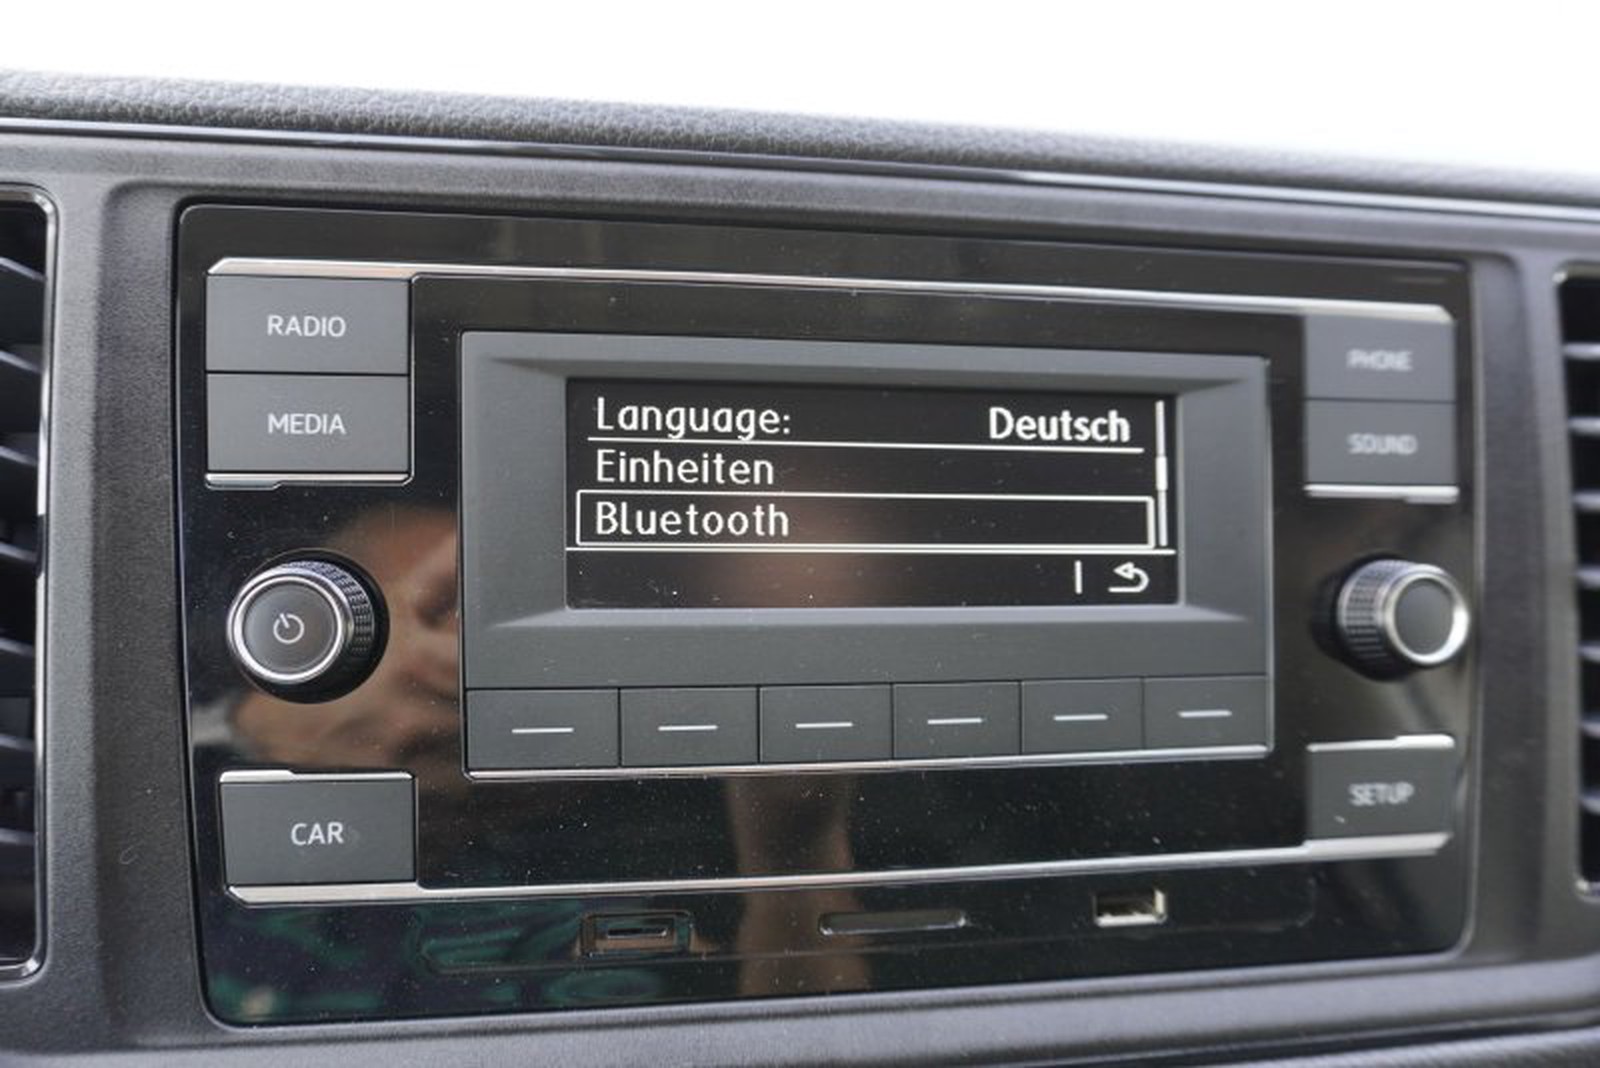 RADIO
MEDIA
CAR
Language: Deutsch
Einheiten
Bluetooth
PHONE
SOUND
SETUP